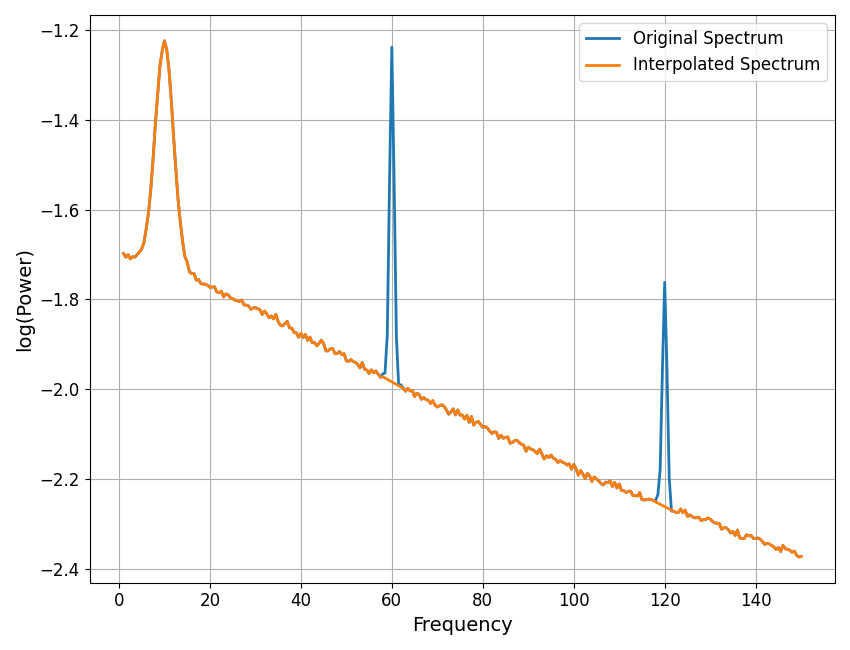 Original Spectrum
Interpolated Spectrum
log(Power)
−1.2
−1.4
−1.6
−1.8
−2.0
−2.2
−2.4
0 20 40 60 80 100 120 140
Frequency